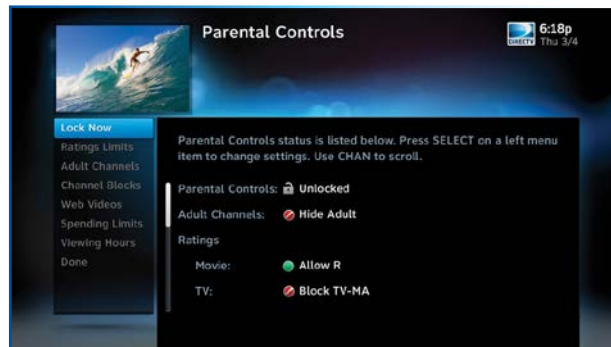 Parental Controls
DIRECTV
6:18p
Thu 3/4
Lock Now
Ratings Limits
Adult Channels
Channel Blocks
Web Videos
Spending Limits
Viewing Hours
Done
Parental Controls status is listed below. Press SELECT on a left menu
item to change settings. Use CHAN to scroll.
Parental Controls: Unlocked
Adult Channels: Hide Adult
Ratings
Movie: Allow R
TV: Block TV-MA